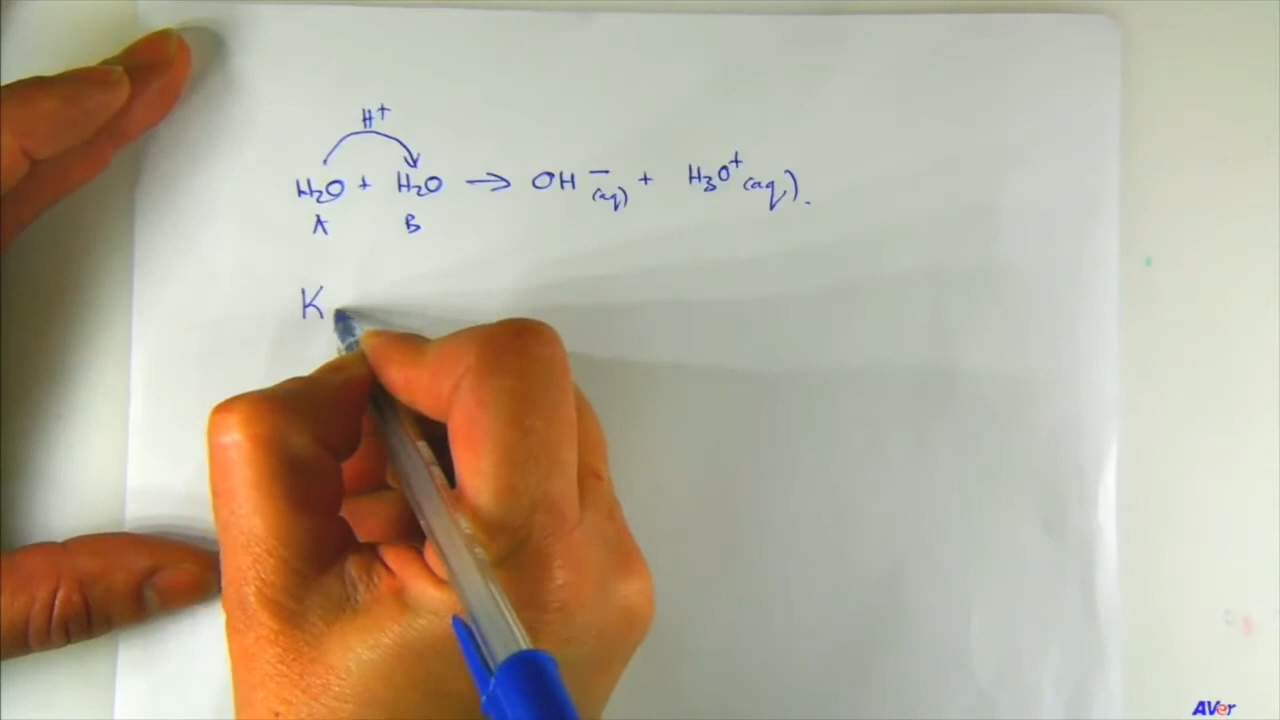 H⁺
H₂O + H₂O → OH⁻(aq) + H₃O⁺(aq).
A B
K
AVer